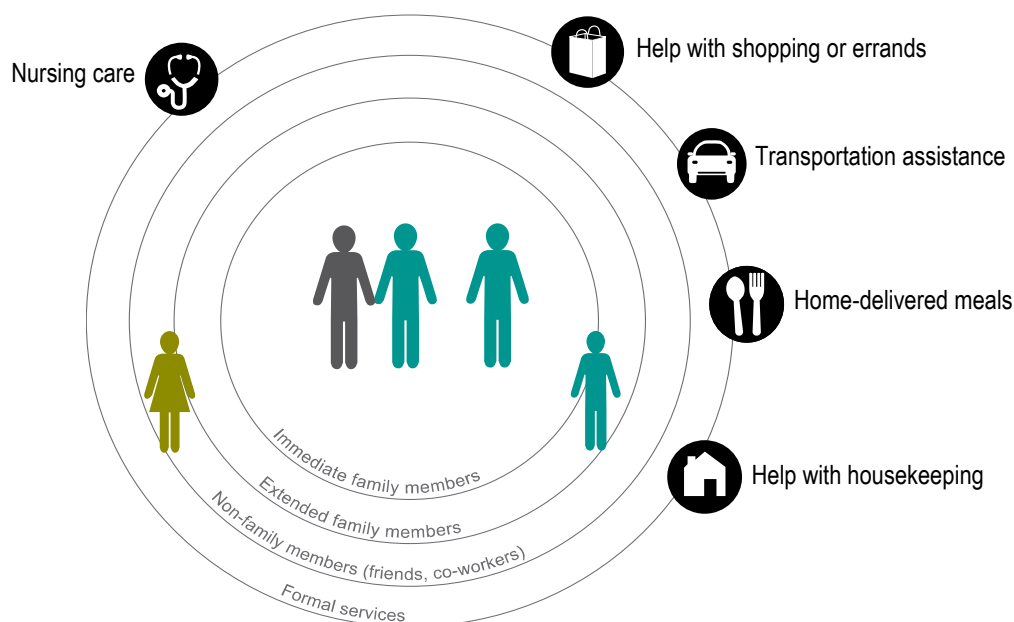 Nursing care
Help with shopping or errands
Transportation assistance
Home-delivered meals
Help with housekeeping
Immediate family members
Extended family members
Non-family members (friends, co-workers)
Formal services